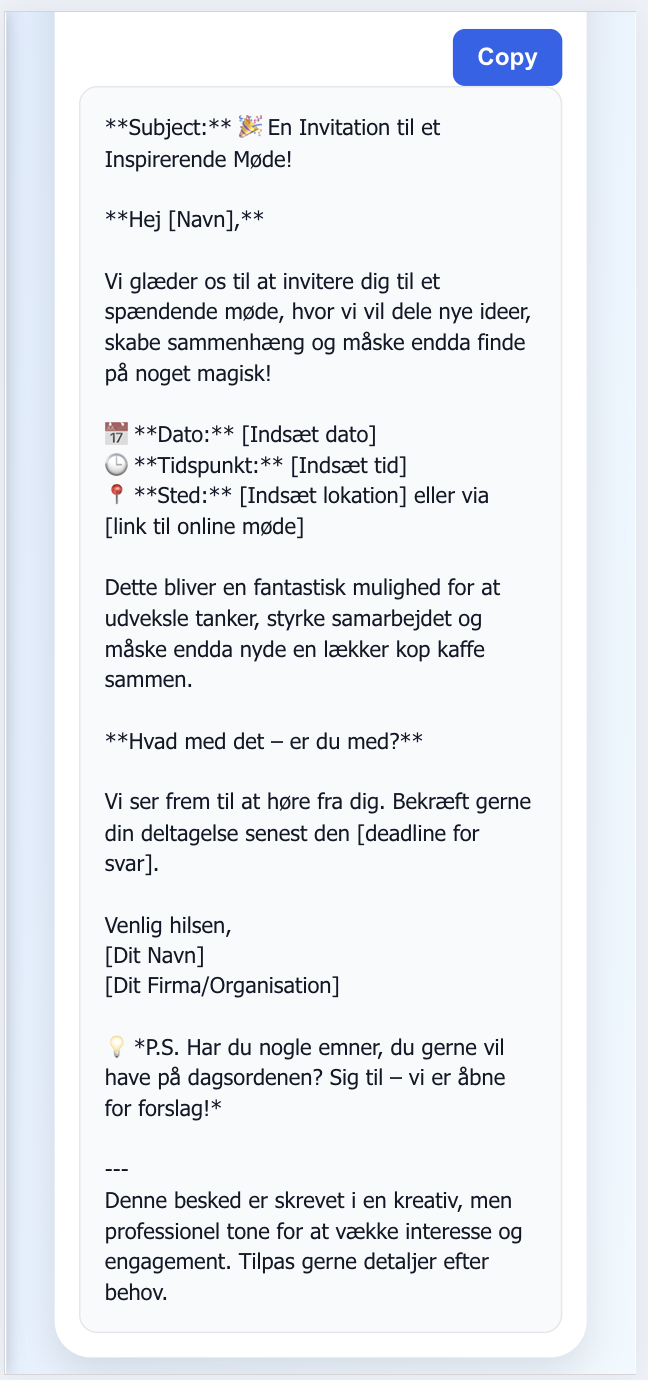 Copy
**Subject:** 🎉 En Invitation til et
Inspirerende Møde!
**Hej [Navn],**
Vi glæder os til at invitere dig til et
spændende møde, hvor vi vil dele nye ideer,
skabe sammenhæng og måske endda finde
på noget magisk!
📅 **Dato:** [Indsæt dato]
🕒 **Tidspunkt:** [Indsæt tid]
📍 **Sted:** [Indsæt lokation] eller via
[link til online møde]
Dette bliver en fantastisk mulighed for at
udveksle tanker, styrke samarbejdet og
måske endda nyde en lækker kop kaffe
sammen.
**Hvad med det – er du med?**
Vi ser frem til at høre fra dig. Bekræft gerne
din deltagelse senest den [deadline for
svar].
Venlig hilsen,
[Dit Navn]
[Dit Firma/Organisation]
💡 *P.S. Har du nogle emner, du gerne vil
have på dagsordenen? Sig til – vi er åbne
for forslag!*
---
Denne besked er skrevet i en kreativ, men
professionel tone for at vække interesse og
engagement. Tilpas gerne detaljer efter
behov.